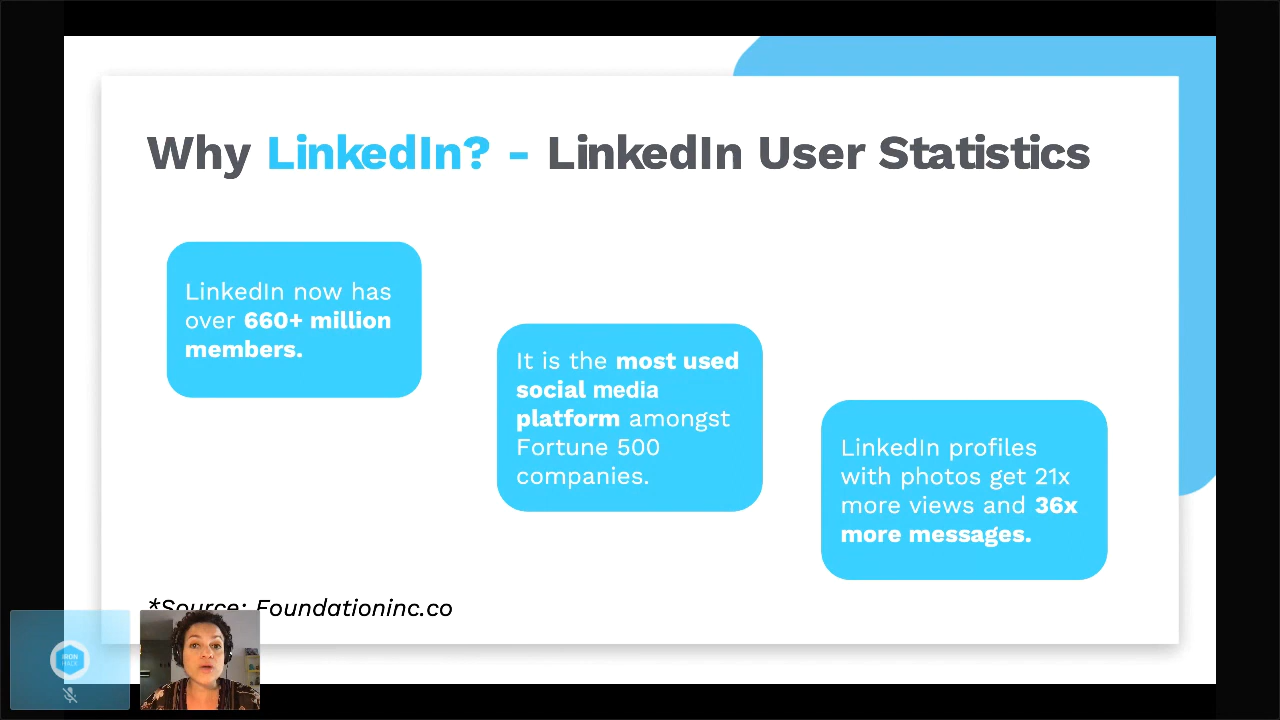 Why LinkedIn? - LinkedIn User Statistics
LinkedIn now has
over 660+ million
members.
It is the most used
social media
platform amongst
Fortune 500
companies.
LinkedIn profiles
with photos get 21x
more views and 36x
more messages.
*Source: Foundationinc.co
IRON
HACK